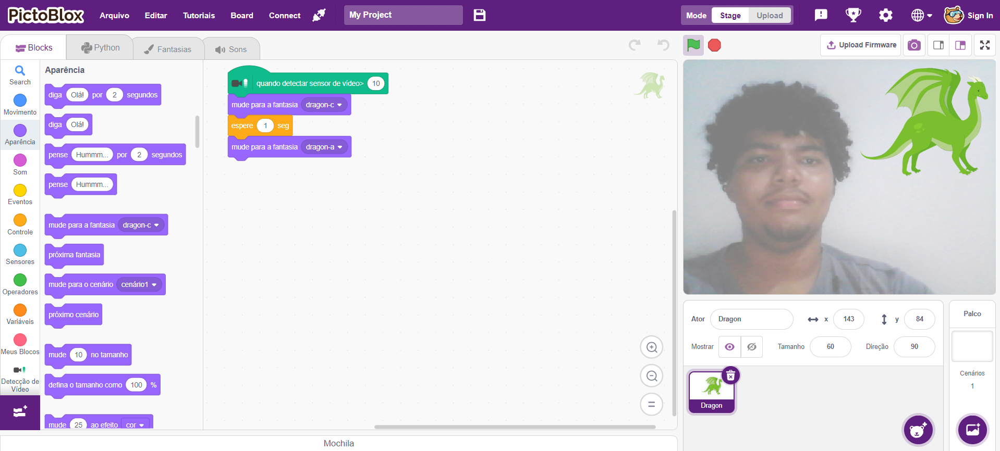 PictoBlox Arquivo Editar Tutoriais Board Connect My Project Mode Stage Upload Sign In
Blocks Python Fantasias Sons Upload Firmware
Search
Movimento
Aparência
Som
Eventos
Controle
Sensores
Operadores
Variáveis
Meus Blocos
Detecção de
Vídeo
Aparência
diga Olá! por 2 segundos
diga Olá!
pense Hummm... por 2 segundos
pense Hummm...
mude para a fantasia dragon-c
próxima fantasia
mude para o cenário cenário1
próximo cenário
mude 10 no tamanho
defina o tamanho como 100 %
mude 25 ao efeito cor
quando detectar sensor de vídeo> 10
mude para a fantasia dragon-c
espere 1 seg
mude para a fantasia dragon-a
Ator Dragon x 143 y 84
Mostrar Tamanho 60 Direção 90
Dragon
Palco
Cenários
1
Mochila